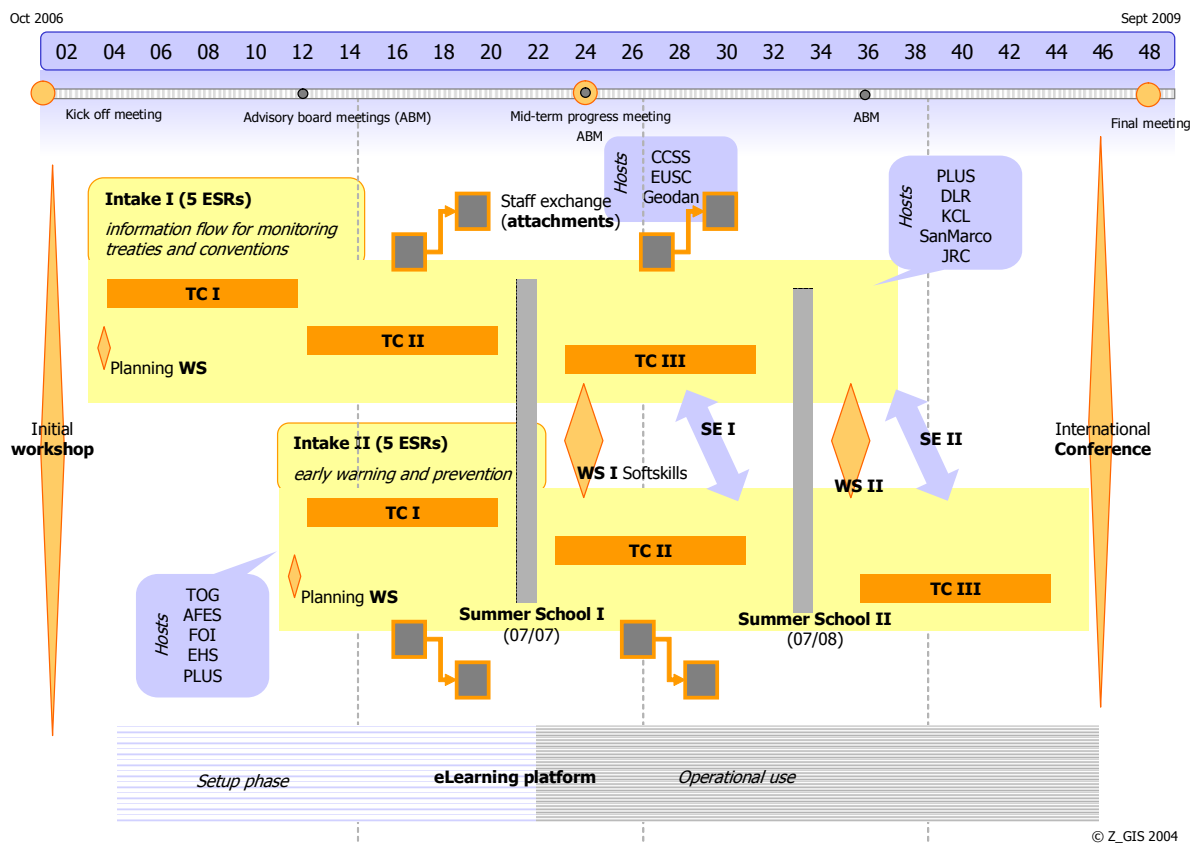 Oct 2006
Sept 2009
02 04 06 08 10 12 14 16 18 20 22 24 26 28 30 32 34 36 38 40 42 44 46 48
Kick off meeting
Advisory board meetings (ABM)
Mid-term progress meeting
ABM
ABM
Final meeting
Hosts
CCSS
EUSC
Geodan
Hosts
PLUS
DLR
KCL
SanMarco
JRC
Intake I (5 ESRs)
information flow for monitoring
treaties and conventions
Staff exchange
(attachments)
TC I
TC II
TC III
Planning WS
Initial
workshop
Intake II (5 ESRs)
early warning and prevention
WS I Softskills
SE I
WS II
SE II
International
Conference
TC I
TC II
TC III
Planning WS
Hosts
TOG
AFES
FOI
EHS
PLUS
Summer School I
(07/07)
Summer School II
(07/08)
Setup phase
eLearning platform
Operational use
© Z_GIS 2004